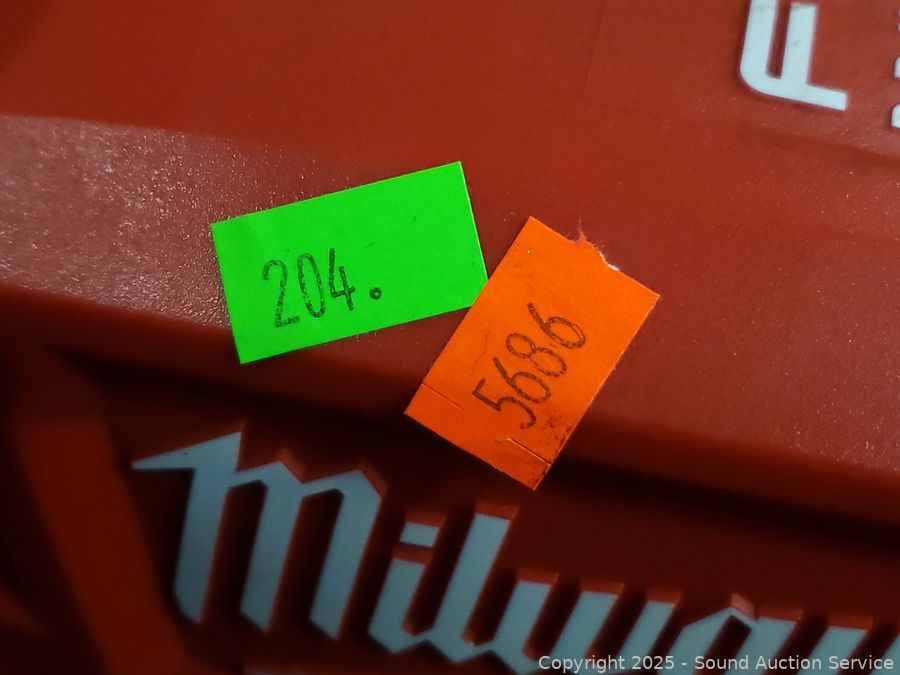 F
204.
5686
Milwau
Copyright © 2025 - Sound Auction Service